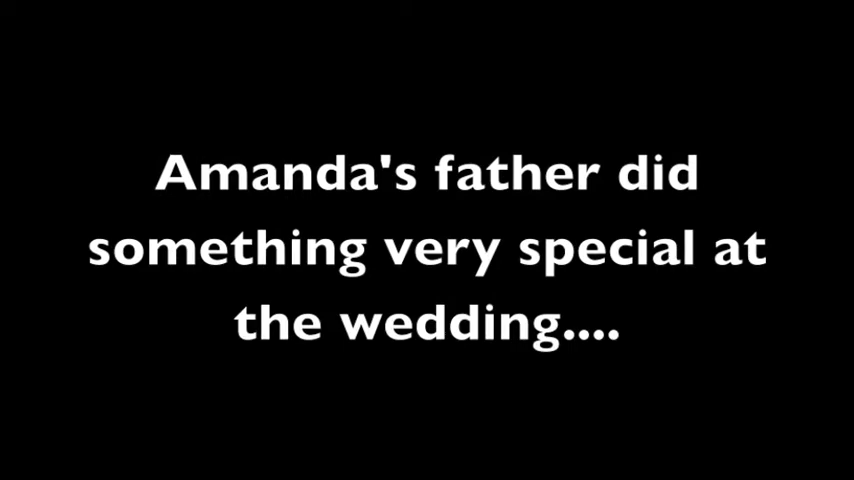 Amanda's father did
something very special at
the wedding....